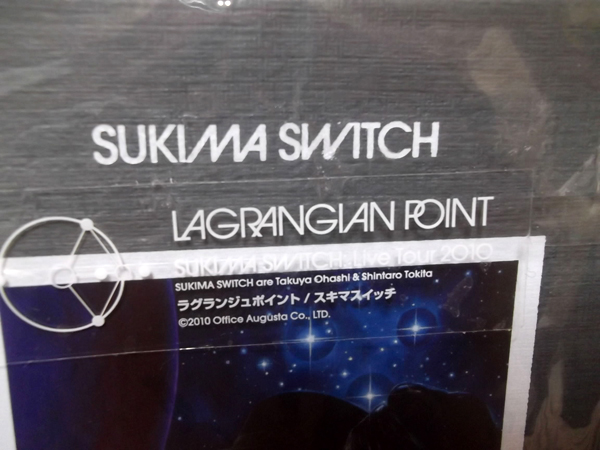 SUKIMA SWITCH
LAGRANGIAN POINT
SUKIMA SWITCH: Live Tour 2010
SUKIMA SWITCH are Takuya Ohashi & Shintaro Tokita
ラグランジュポイント / スキマスイッチ
©2010 Office Augusta Co., LTD.